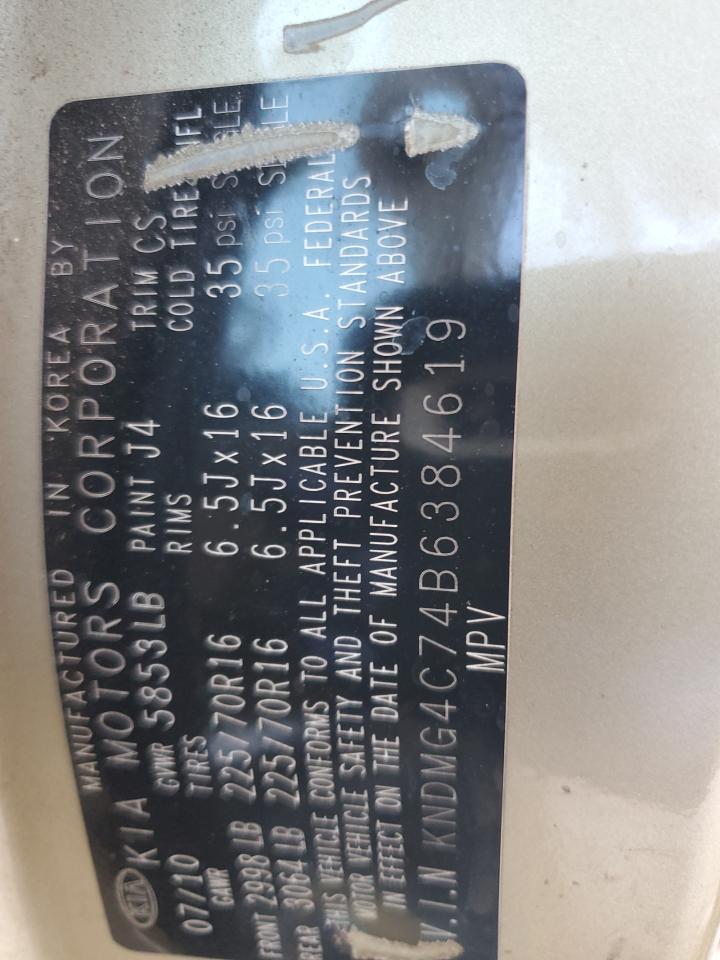 MANUFACTURED IN KOREA BY
KIA KIA MOTORS CORPORATION
07/10 GVWR 5853LB PAINT J4 TRIM CS
GAWR TIRES RIMS COLD TIRE INFL
FRONT 2998LB 225/70R16 6.5Jx16 35 psi
REAR 3064LB 225/70R16 6.5Jx16 35 psi
THIS VEHICLE CONFORMS TO ALL APPLICABLE U.S.A. FEDERAL
MOTOR VEHICLE SAFETY AND THEFT PREVENTION STANDARDS
IN EFFECT ON THE DATE OF MANUFACTURE SHOWN ABOVE
V.I.N KNDMG4C74B6384619
MPV